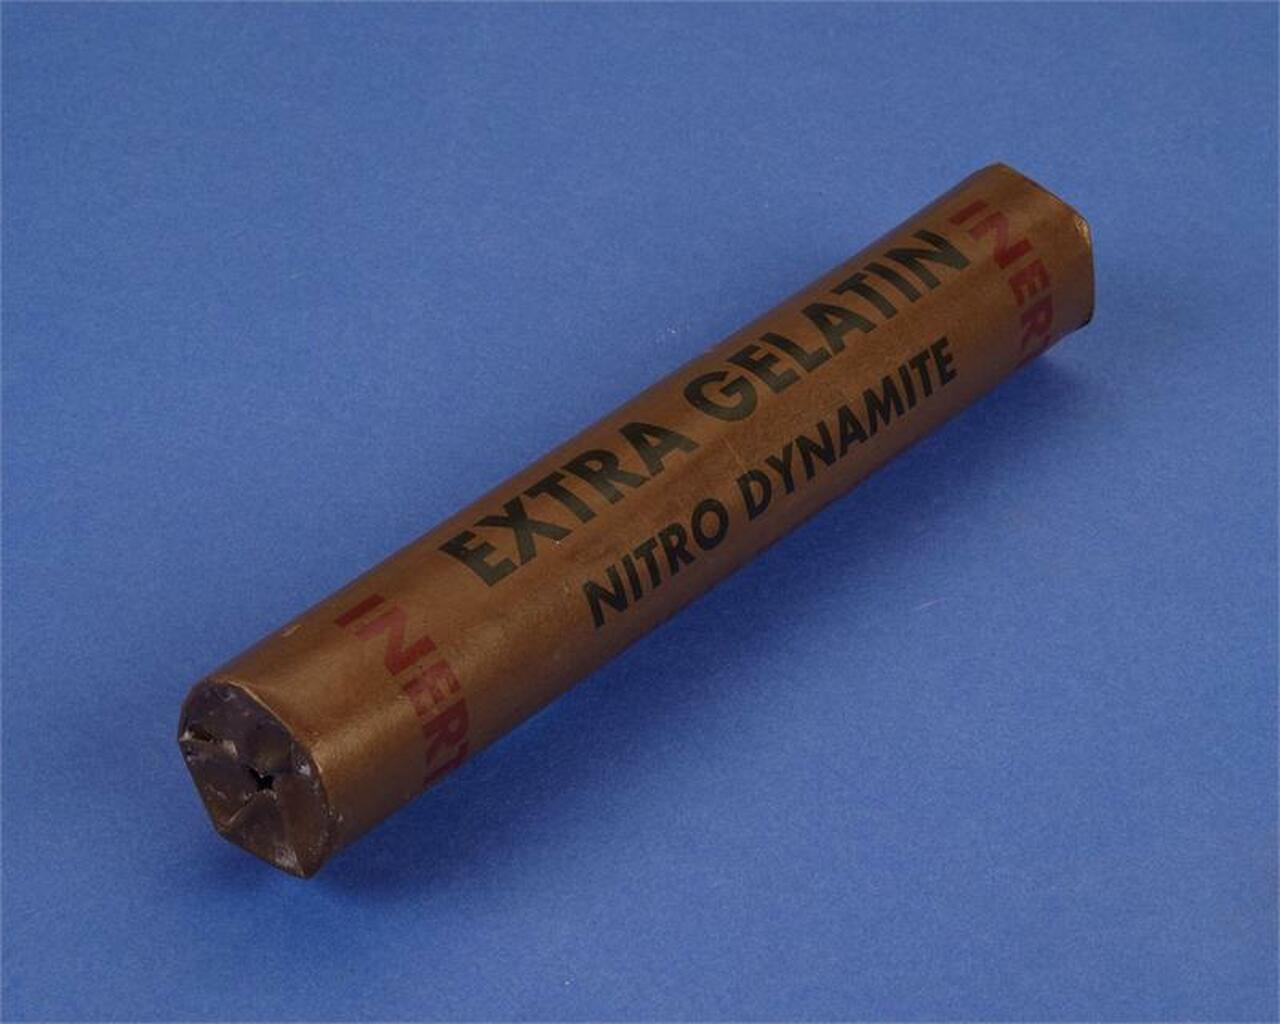 INERT
EXTRA GELATIN
NITRO DYNAMITE
INERT